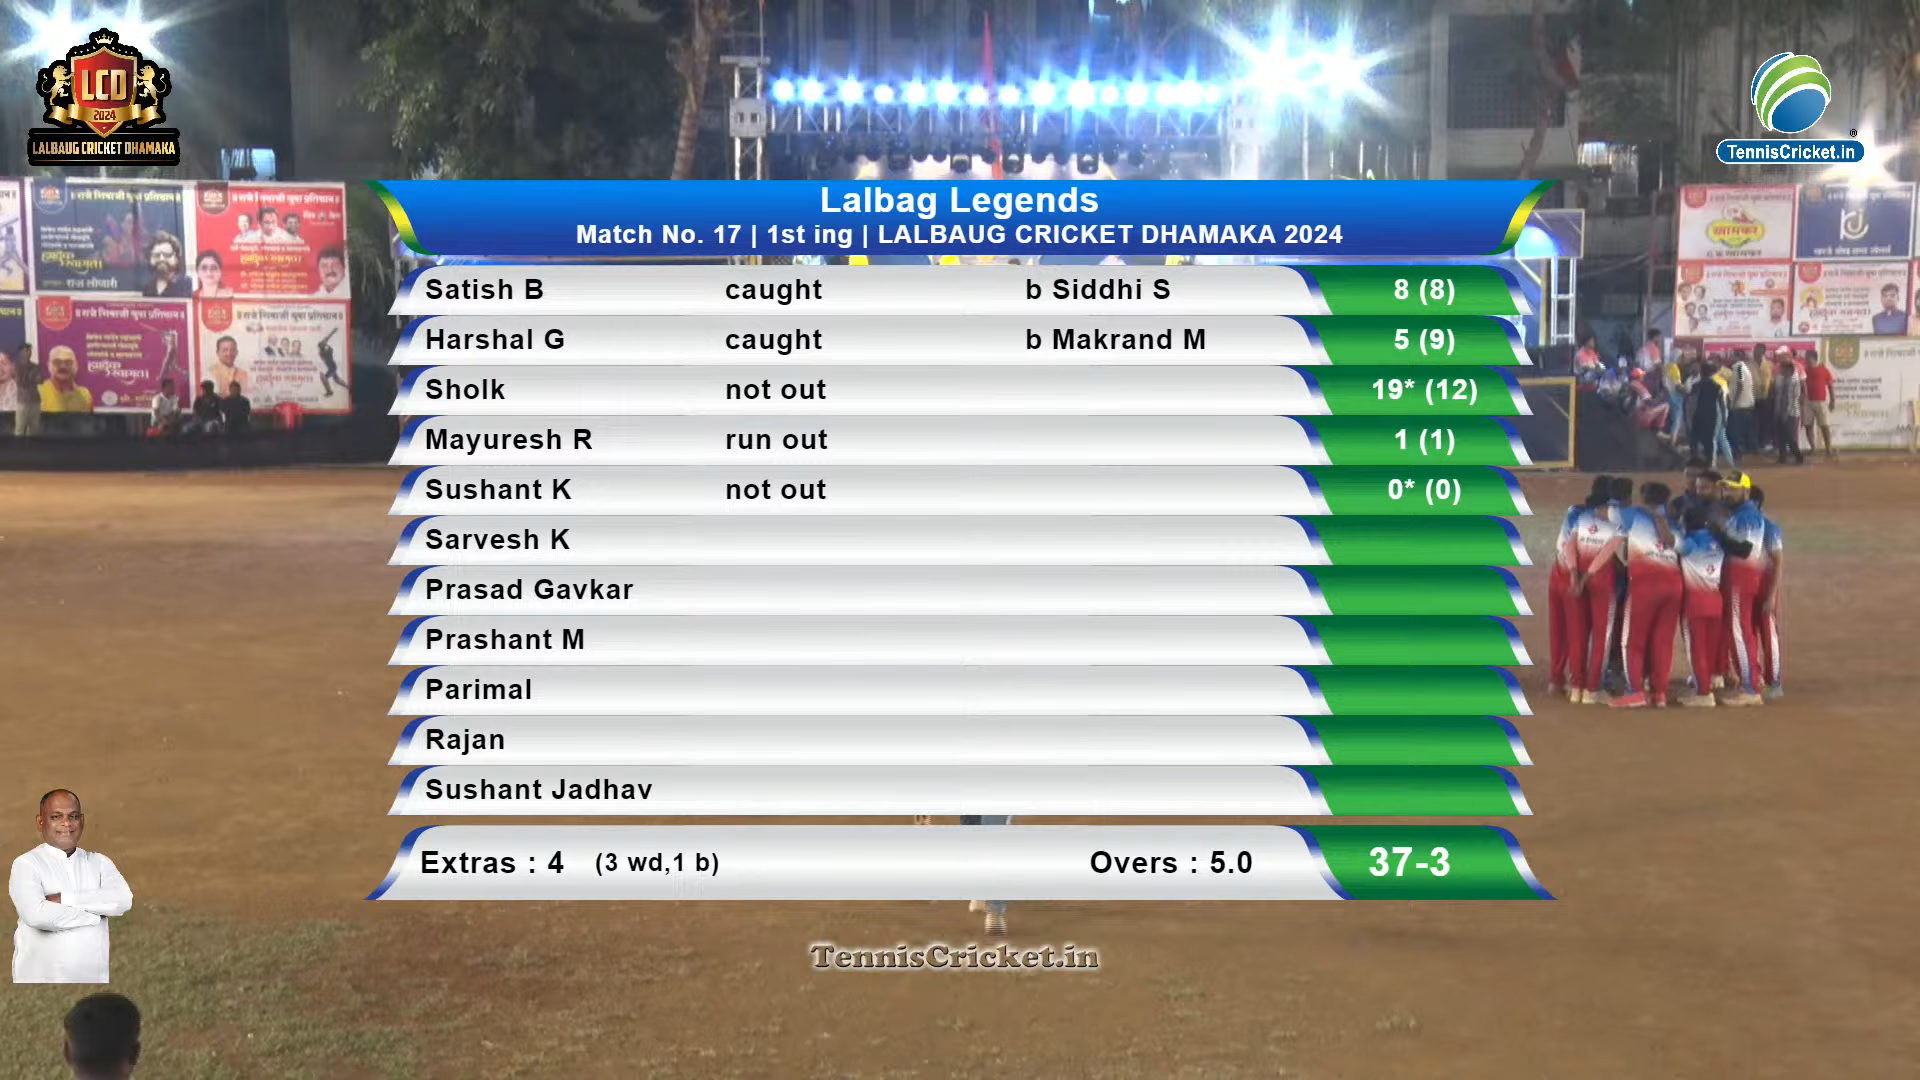 LCD
2024
LALBAUG CRICKET DHAMAKA
TennisCricket.in
Lalbag Legends
Match No. 17 | 1st ing | LALBAUG CRICKET DHAMAKA 2024
Satish B caught b Siddhi S 8 (8)
Harshal G caught b Makrand M 5 (9)
Sholk not out 19* (12)
Mayuresh R run out 1 (1)
Sushant K not out 0* (0)
Sarvesh K
Prasad Gavkar
Prashant M
Parimal
Rajan
Sushant Jadhav
Extras : 4 (3 wd,1 b) Overs : 5.0 37-3
TennisCricket.in